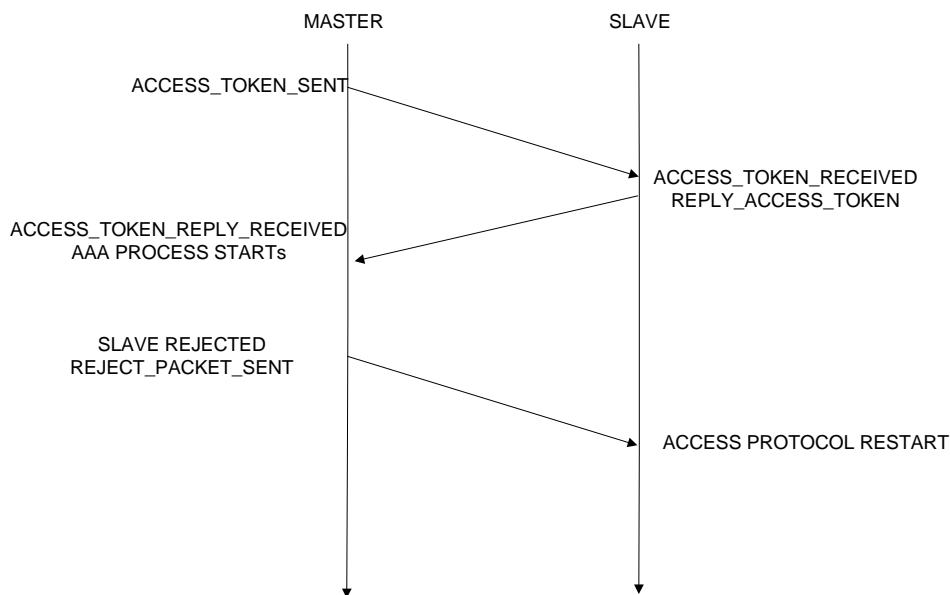 MASTER
SLAVE
ACCESS_TOKEN_SENT
ACCESS_TOKEN_RECEIVED
REPLY_ACCESS_TOKEN
ACCESS_TOKEN_REPLY_RECEIVED
AAA PROCESS STARTs
SLAVE REJECTED
REJECT_PACKET_SENT
ACCESS PROTOCOL RESTART